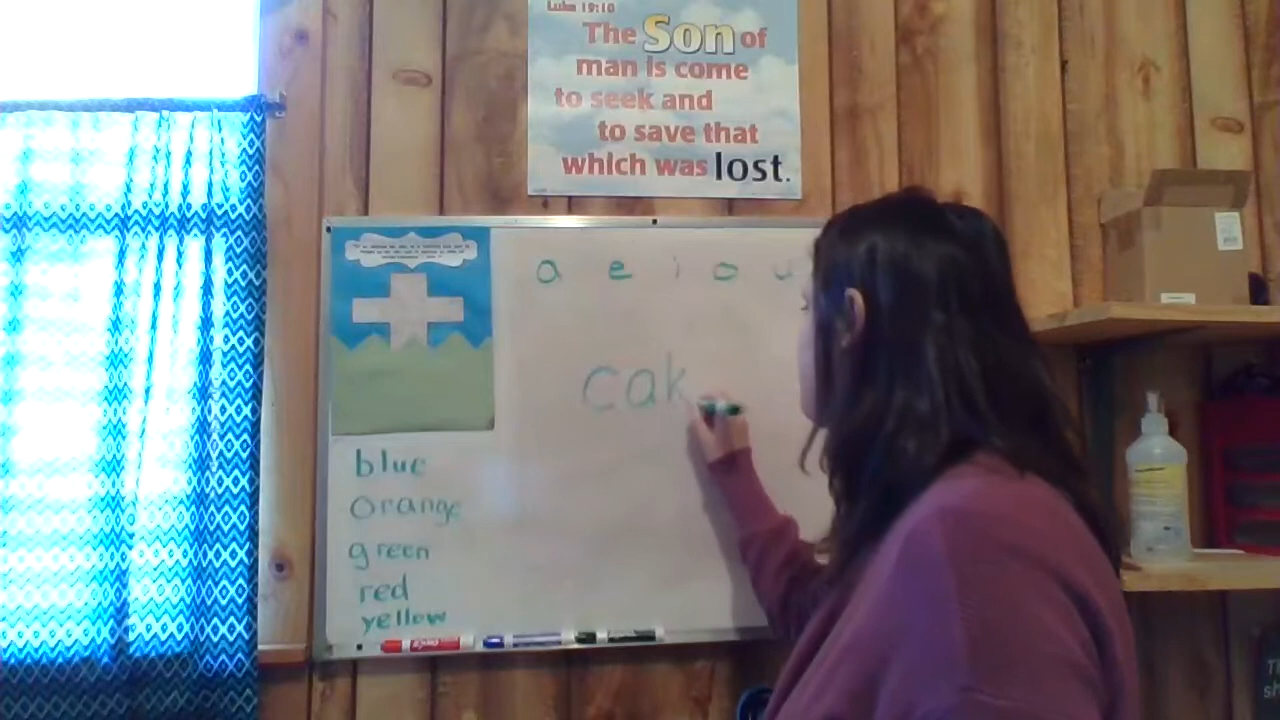 Luke 19:10
The Son of
man is come
to seek and
to save that
which was lost.
a e i o u
cak
blue
orange
green
red
yellow